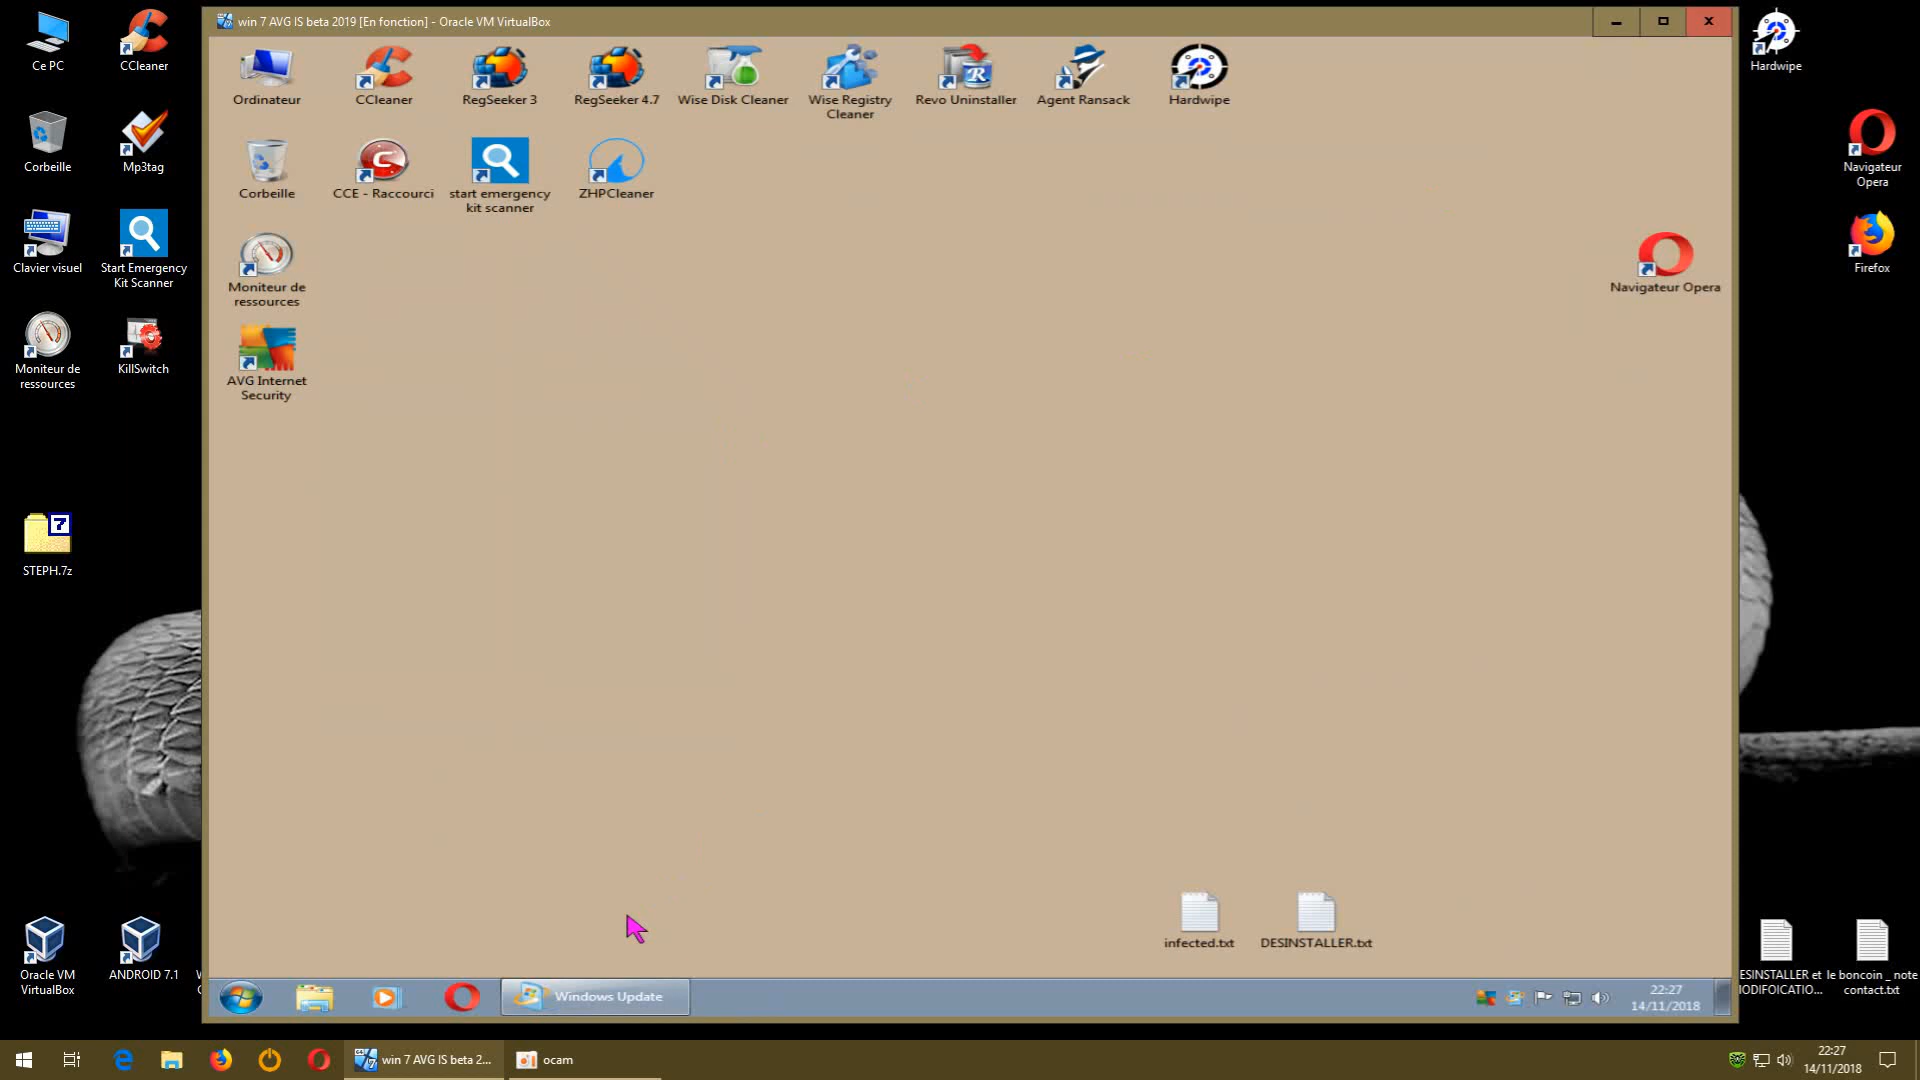 win 7 AVG IS beta 2019 [En fonction] - Oracle VM VirtualBox
Ce PC
CCleaner
Corbeille
Mp3tag
Clavier visuel
Start Emergency
Kit Scanner
Moniteur de
ressources
KillSwitch
STEPH.7z
Oracle VM
VirtualBox
ANDROID 7.1
Ordinateur
CCleaner
RegSeeker 3
RegSeeker 4.7
Wise Disk Cleaner
Wise Registry
Cleaner
Revo Uninstaller
Agent Ransack
Hardwipe
Corbeille
CCE - Raccourci
start emergency
kit scanner
ZHPCleaner
Moniteur de
ressources
AVG Internet
Security
Navigateur Opera
infected.txt
DESINSTALLER.txt
Windows Update
22:27
14/11/2018
Hardwipe
Navigateur
Opera
Firefox
ESINSTALLER et
IODIFOICATIO...
le boncoin _ note
contact.txt
win 7 AVG IS beta 2...
ocam
22:27
14/11/2018